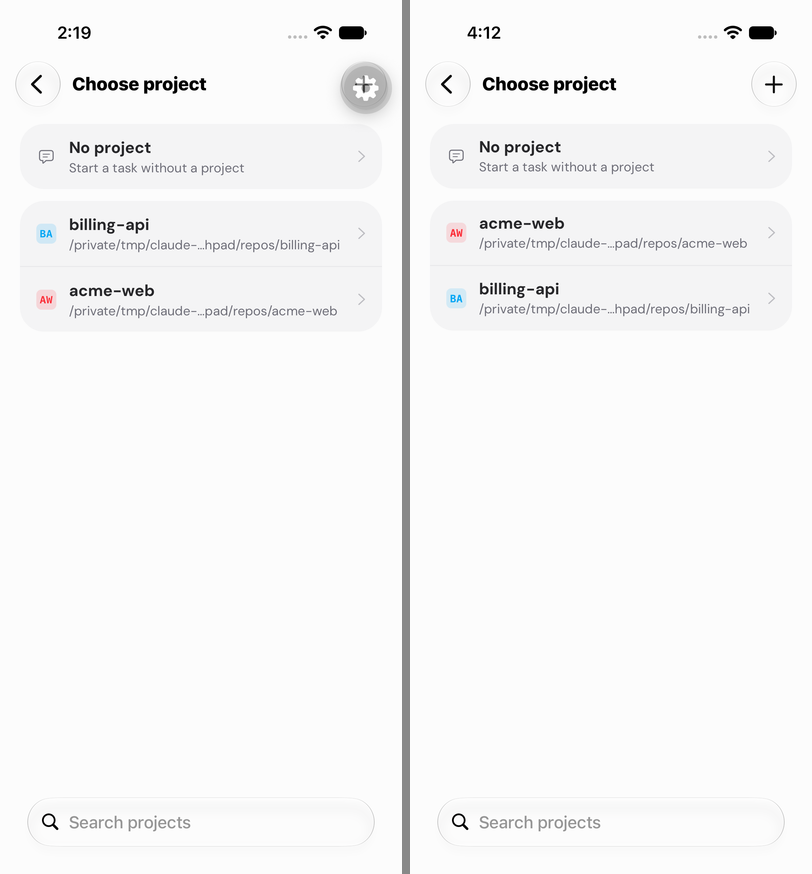 2:19
Choose project
No project
Start a task without a project
BA
billing-api
/private/tmp/claude-...hpad/repos/billing-api
AW
acme-web
/private/tmp/claude-...pad/repos/acme-web
Search projects
4:12
Choose project
No project
Start a task without a project
AW
acme-web
/private/tmp/claude-...pad/repos/acme-web
BA
billing-api
/private/tmp/claude-...hpad/repos/billing-api
Search projects